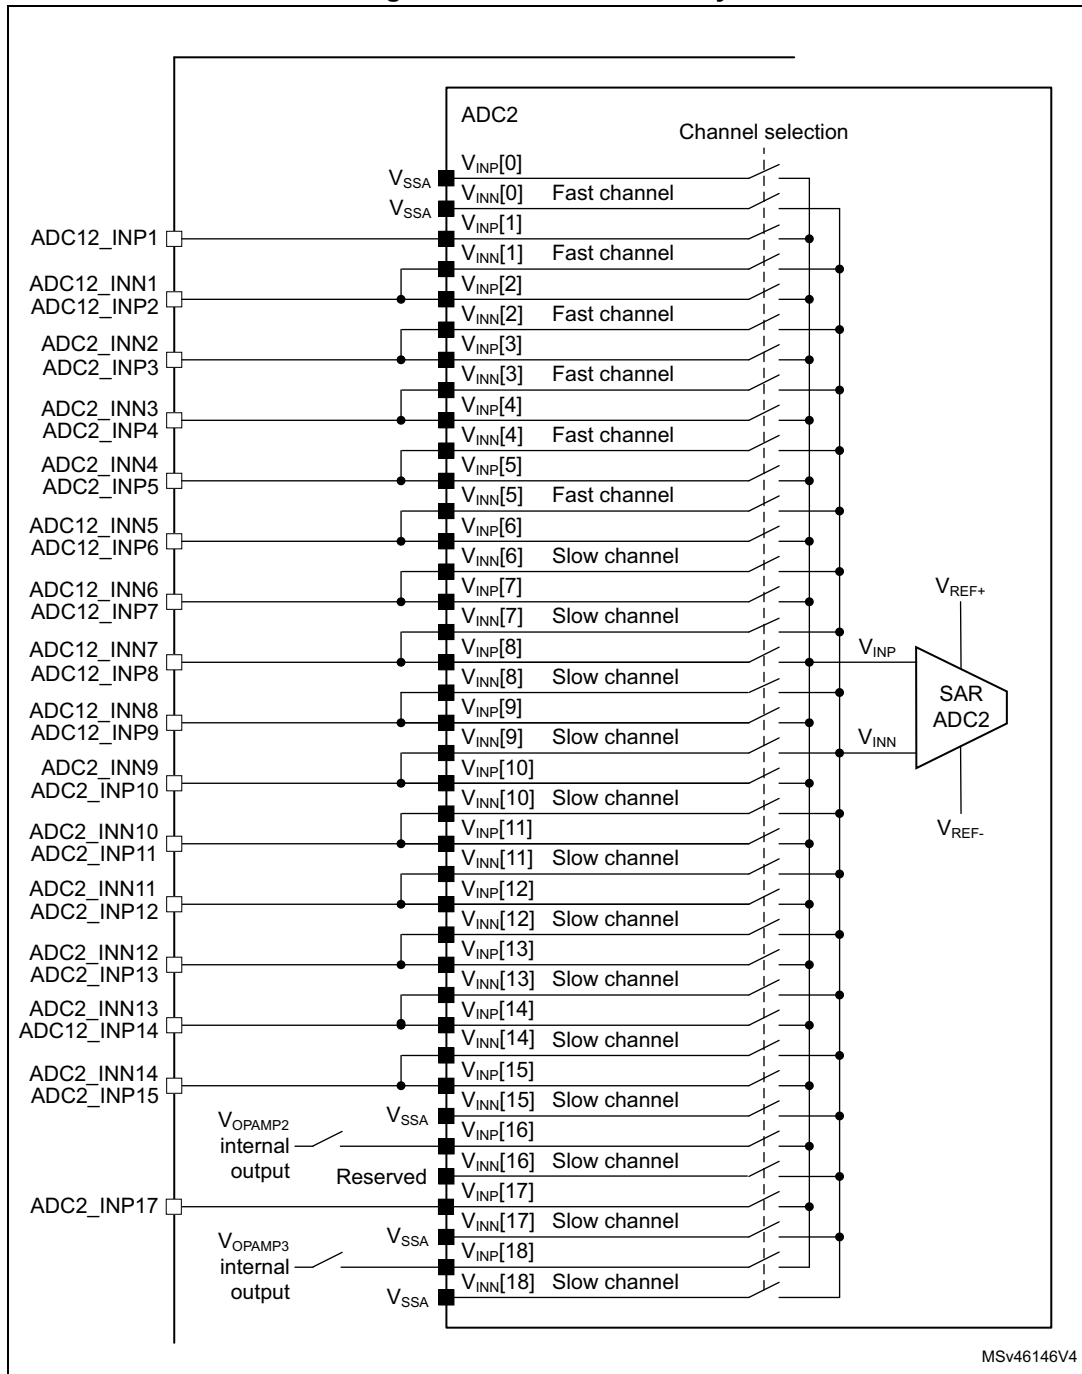 ADC2
Channel selection
VINP[0]
VSSA
VINN[0] Fast channel
VSSA
VINP[1]
ADC12_INP1
VINN[1] Fast channel
ADC12_INN1
VINP[2]
ADC12_INP2
VINN[2] Fast channel
ADC2_INN2
VINP[3]
ADC2_INP3
VINN[3] Fast channel
ADC2_INN3
VINP[4]
ADC2_INP4
VINN[4] Fast channel
ADC2_INN4
VINP[5]
ADC2_INP5
VINN[5] Fast channel
ADC12_INN5
VINP[6]
ADC12_INP6
VINN[6] Slow channel
ADC12_INN6
VINP[7]
ADC12_INP7
VINN[7] Slow channel
ADC12_INN7
VINP[8]
ADC12_INP8
VINN[8] Slow channel
ADC12_INN8
VINP[9]
ADC12_INP9
VINN[9] Slow channel
ADC2_INN9
VINP[10]
ADC2_INP10
VINN[10] Slow channel
ADC2_INN10
VINP[11]
ADC2_INP11
VINN[11] Slow channel
ADC2_INN11
VINP[12]
ADC2_INP12
VINN[12] Slow channel
ADC2_INN12
VINP[13]
ADC2_INP13
VINN[13] Slow channel
ADC2_INN13
VINP[14]
ADC12_INP14
VINN[14] Slow channel
ADC2_INN14
VINP[15]
ADC2_INP15
VINN[15] Slow channel
VSSA
VOPAMP2
internal
output
VINP[16]
VINN[16] Slow channel
Reserved
VINP[17]
ADC2_INP17
VINN[17] Slow channel
VSSA
VOPAMP3
internal
output
VINP[18]
VINN[18] Slow channel
VSSA
VREF+
VINP
SAR
ADC2
VINN
VREF-
MSv46146V4